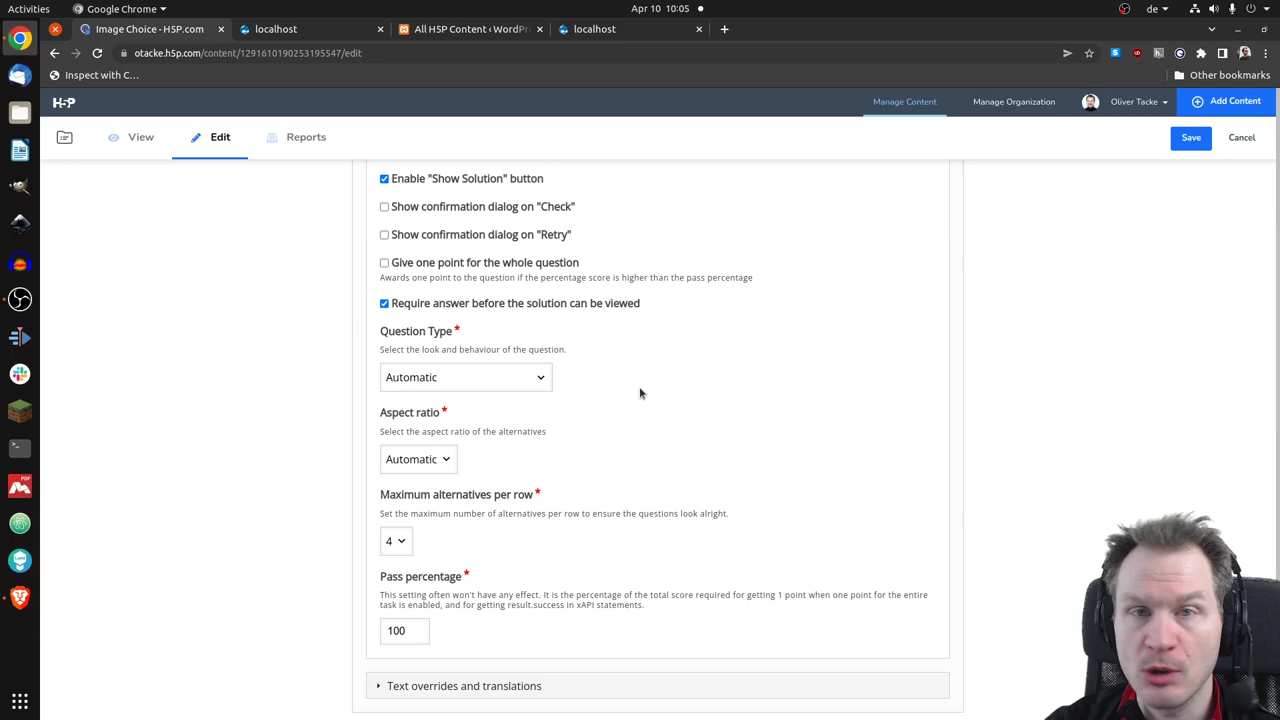 Activities
Google Chrome
Apr 10 10:05
de
Image Choice - H5P.com
localhost
All H5P Content ‹ WordPr
localhost
otacke.h5p.com/content/1291610190253195547/edit
Inspect with C…
Other bookmarks
H5P
Manage Content
Manage Organization
Oliver Tacke
Add Content
View
Edit
Reports
Save
Cancel
Enable "Show Solution" button
Show confirmation dialog on "Check"
Show confirmation dialog on "Retry"
Give one point for the whole question
Awards one point to the question if the percentage score is higher than the pass percentage
Require answer before the solution can be viewed
Question Type *
Select the look and behaviour of the question.
Automatic
Aspect ratio *
Select the aspect ratio of the alternatives
Automatic
Maximum alternatives per row *
Set the maximum number of alternatives per row to ensure the questions look alright.
4
Pass percentage *
This setting often won't have any effect. It is the percentage of the total score required for getting 1 point when one point for the entire
task is enabled, and for getting result.success in xAPI statements.
100
Text overrides and translations
PDF